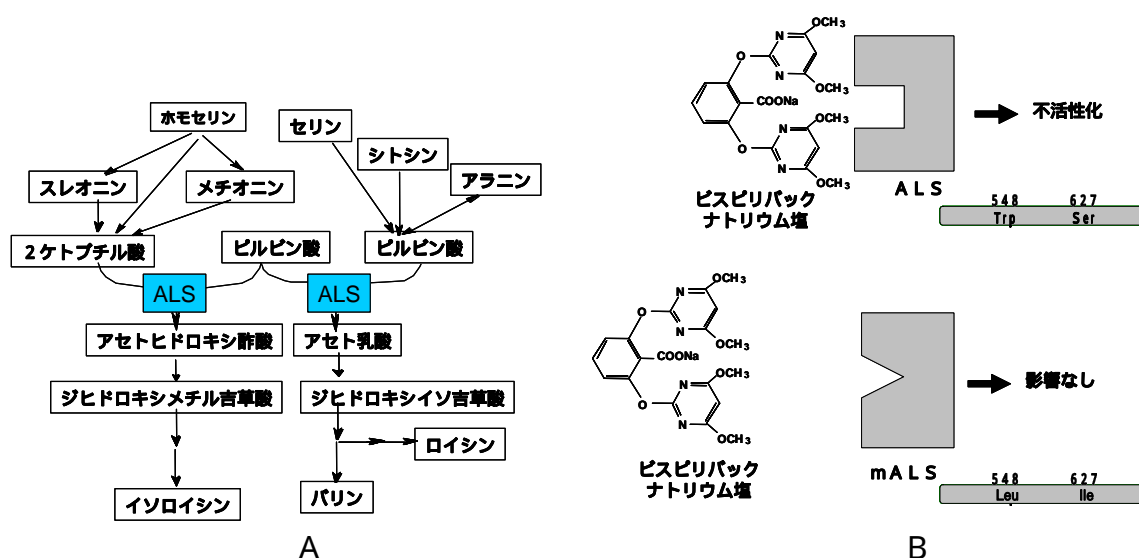 ホモセリン
セリン
シトシン
アラニン
スレオニン
メチオニン
2ケトブチル酸
ピルビン酸
ピルビン酸
ALS
ALS
アセトヒドロキシ酢酸
アセト乳酸
ジヒドロキシメチル吉草酸
ジヒドロキシイソ吉草酸
ロイシン
イソロイシン
バリン
A
OCH3
N
O
N
OCH3
COONa
OCH3
N
O
N
OCH3
ビスピリバック
ナトリウム塩
ALS
不活性化
548 627
Trp Ser
OCH3
N
O
N
OCH3
COONa
OCH3
N
O
N
OCH3
ビスピリバック
ナトリウム塩
mALS
影響なし
548 627
Leu Ile
B